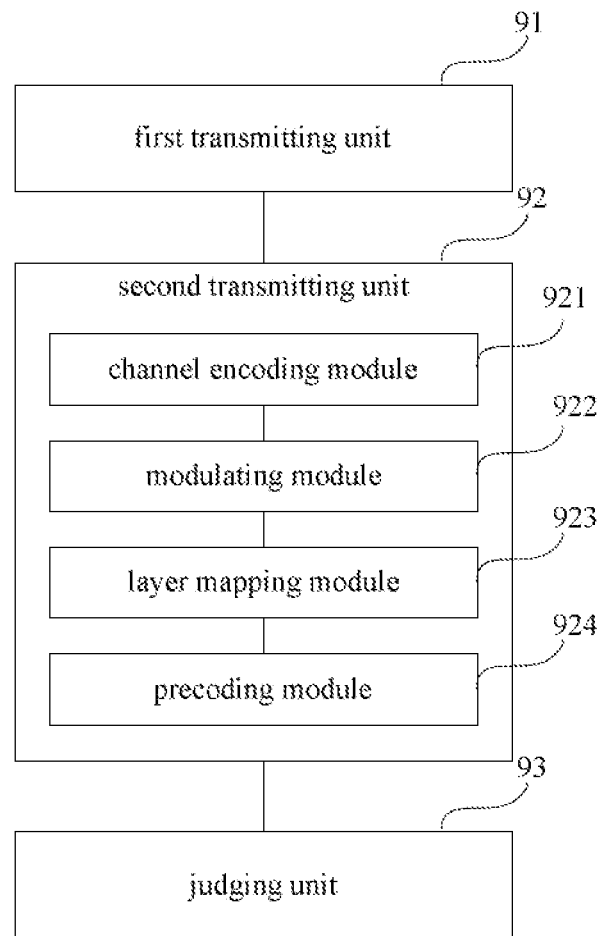 91
first transmitting unit
92
second transmitting unit
921
channel encoding module
922
modulating module
923
layer mapping module
924
precoding module
93
judging unit